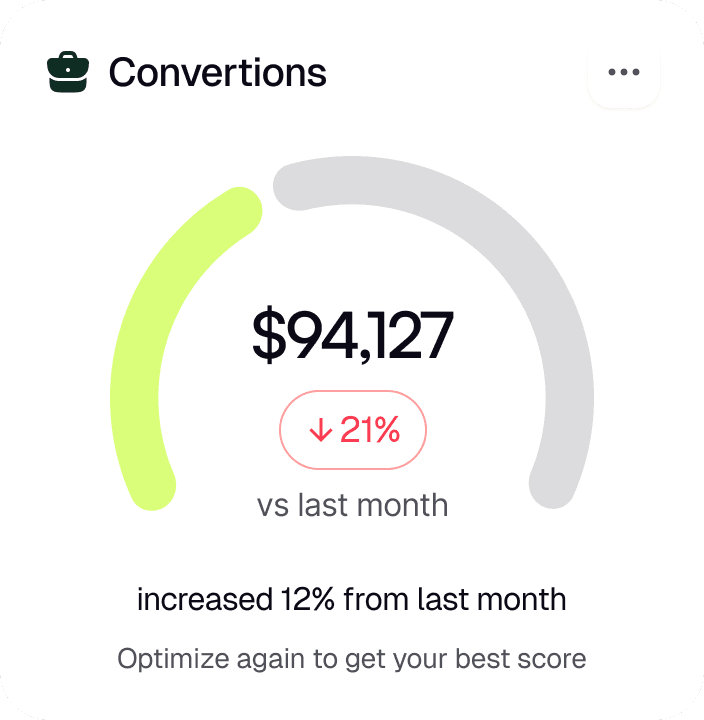 Convertions
$94,127
↓ 21%
vs last month
increased 12% from last month
Optimize again to get your best score